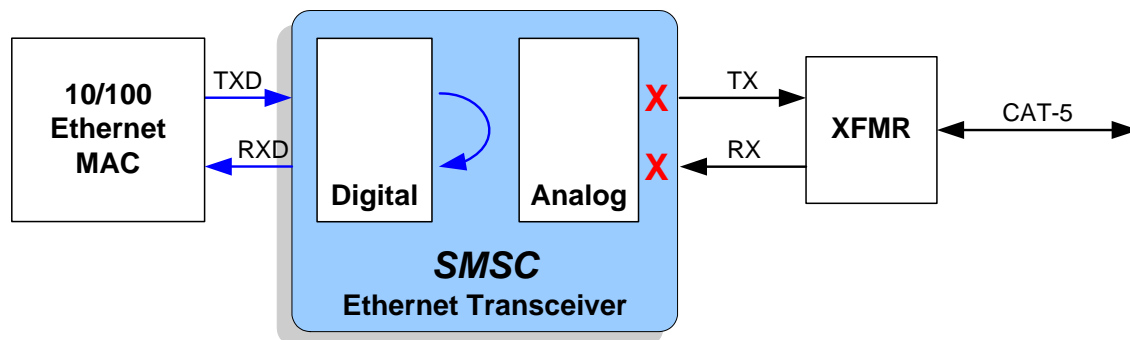 10/100
Ethernet
MAC
TXD
RXD
Digital
Analog
X
X
SMSC
Ethernet Transceiver
TX
RX
XFMR
CAT-5